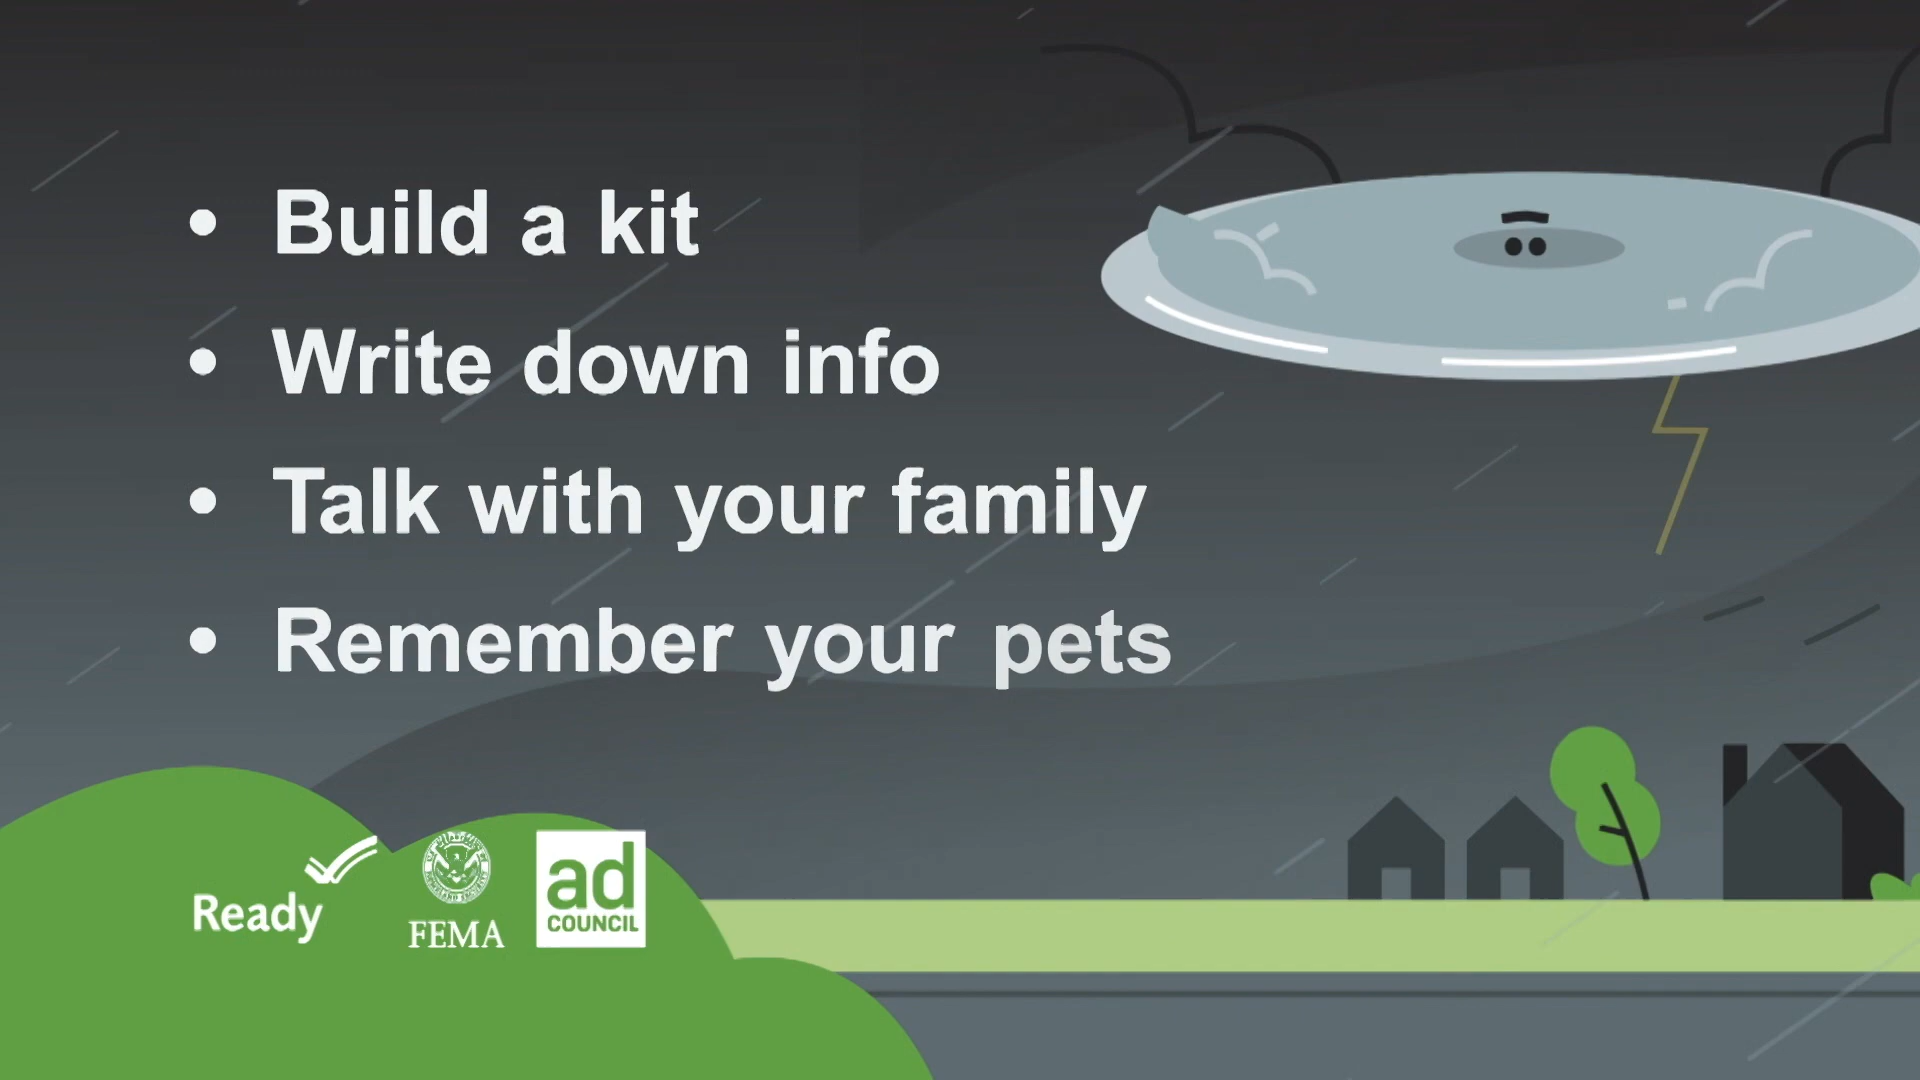 • Build a kit
• Write down info
• Talk with your family
• Remember your pets
Ready
FEMA
ad
COUNCIL